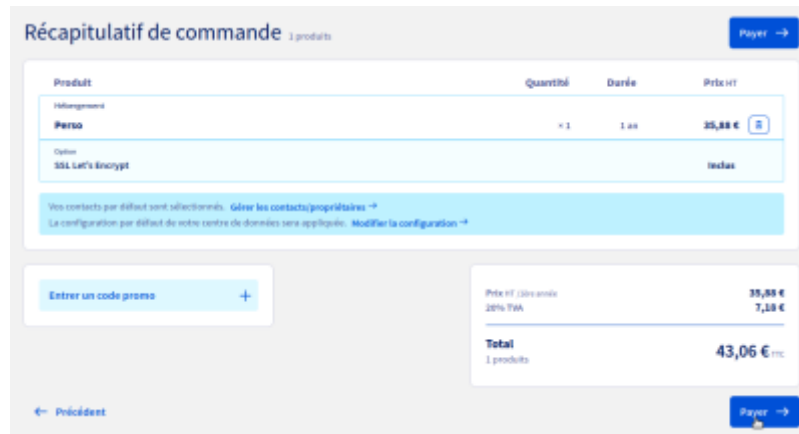 Récapitulatif de commande 1 produits
Payer →
Produit Quantité Durée Prix HT
Hébergement
Perso ×1 1 an 35,88 €
Option
SSL Let's Encrypt Inclus
Vos contacts par défaut sont sélectionnés. Gérer les contacts/propriétaires →
La configuration par défaut de votre centre de données sera appliquée. Modifier la configuration →
Entrer un code promo +
Prix HT /1ère année 35,88 €
20% TVA 7,18 €
Total 43,06 € TTC
1 produits
← Précédent
Payer →